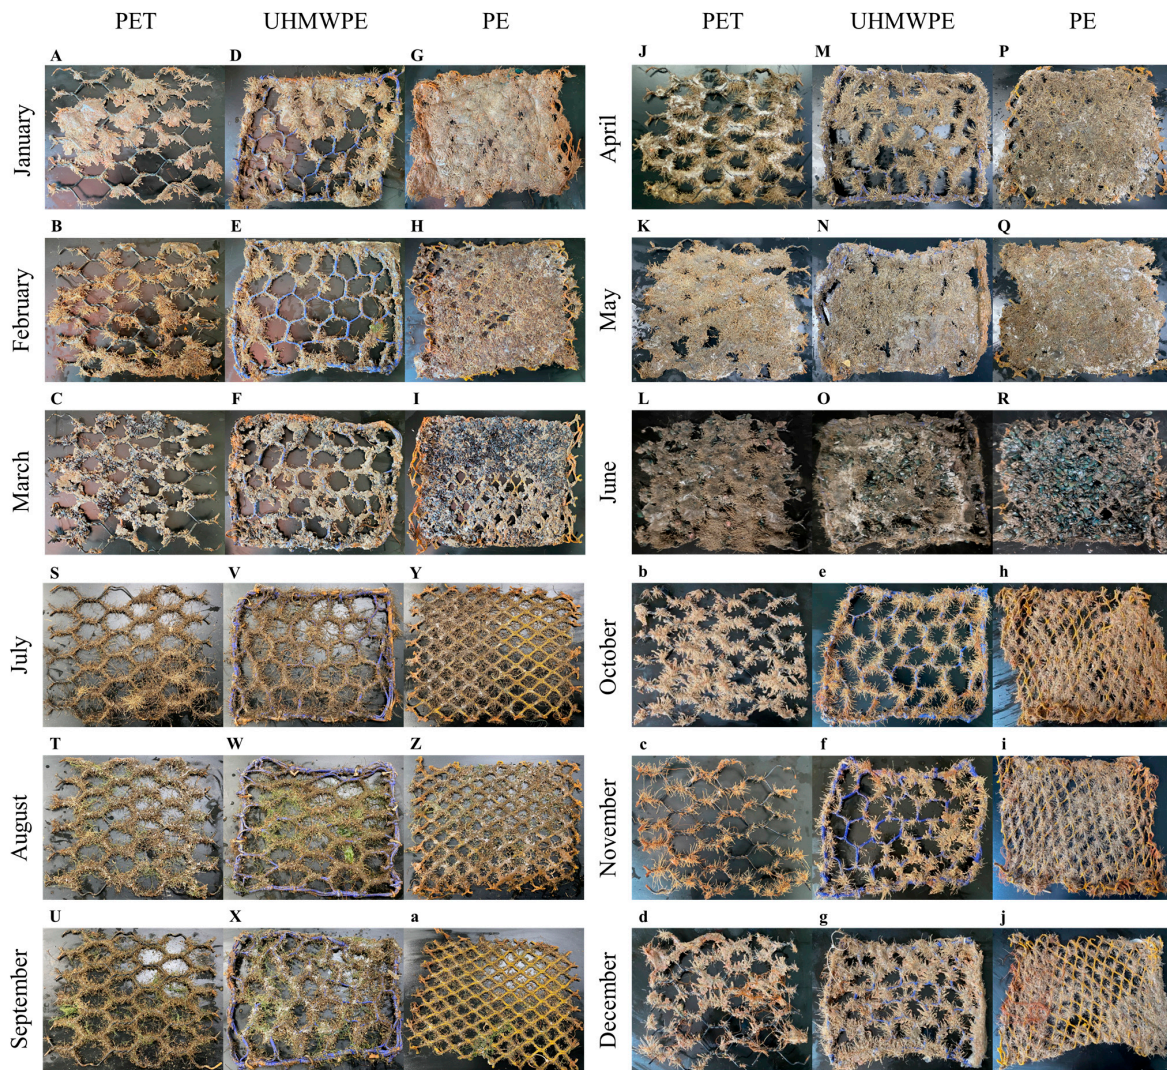 PET UHMWPE PE PET UHMWPE PE
A D G J M P
January April
B E H K N Q
February May
C F I L O R
March June
S V Y b e h
July October
T W Z c f i
August November
U X a d g j
September December